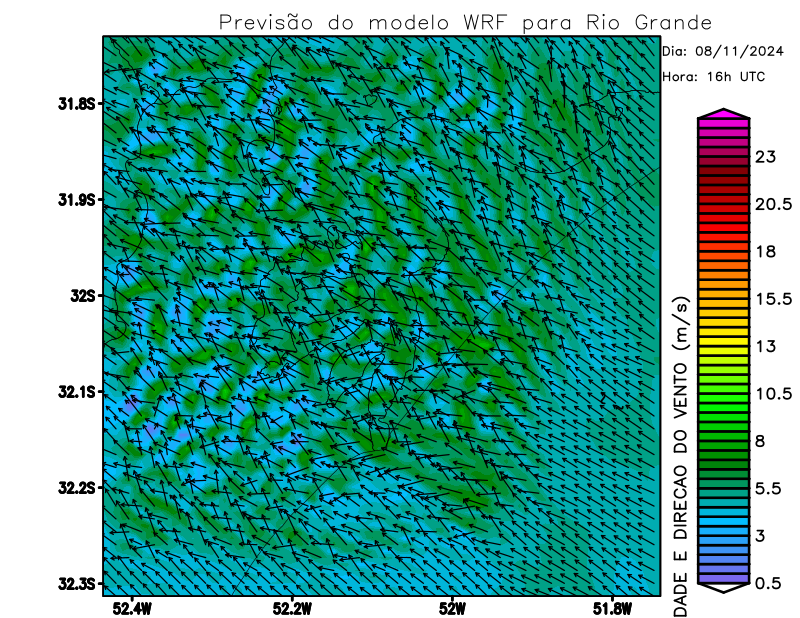 Previsão do modelo WRF para Rio Grande
Dia: 08/11/2024
Hora: 16h UTC
31.8S
31.9S
32S
32.1S
32.2S
32.3S
52.4W
52.2W
52W
51.8W
DADE E DIRECAO DO VENTO (m/s)
23
20.5
18
15.5
13
10.5
8
5.5
3
0.5